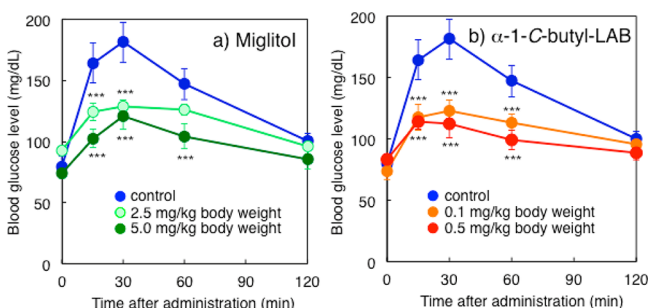 a) Miglitol
Blood glucose level (mg/dL)
200
150
100
50
0
***
***
***
***
***
control
2.5 mg/kg body weight
5.0 mg/kg body weight
0
30
60
120
Time after administration (min)
b) α-1-C-butyl-LAB
Blood glucose level (mg/dL)
200
150
100
50
0
***
***
***
***
***
***
control
0.1 mg/kg body weight
0.5 mg/kg body weight
0
30
60
120
Time after administration (min)